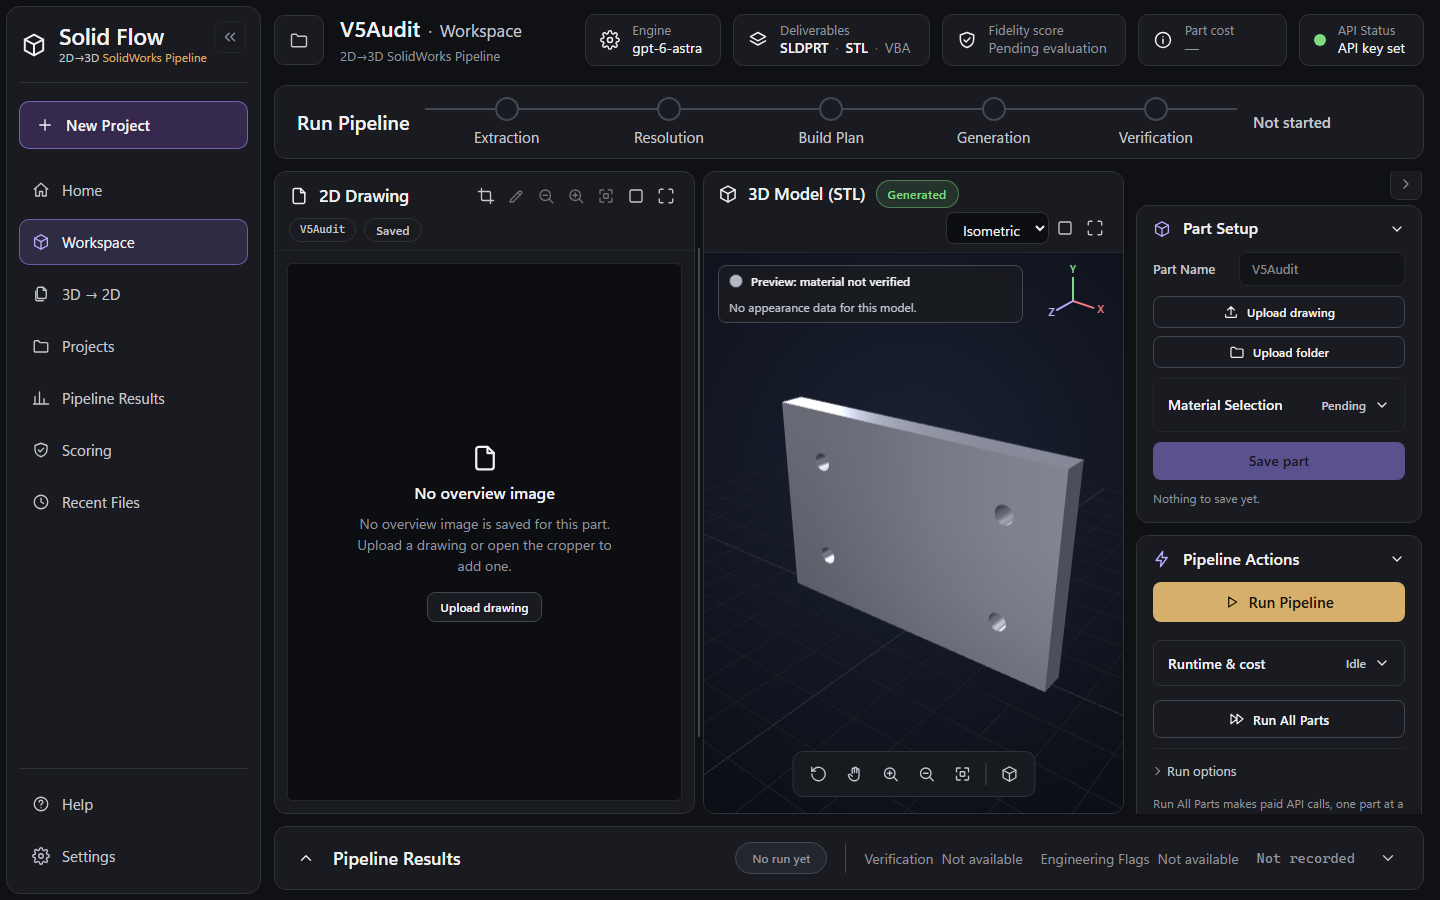 Solid Flow
2D→3D SolidWorks Pipeline
New Project
Home
Workspace
3D → 2D
Projects
Pipeline Results
Scoring
Recent Files
Help
Settings
V5Audit · Workspace
2D→3D SolidWorks Pipeline
Engine
gpt-6-astra
Deliverables
SLDPRT · STL · VBA
Fidelity score
Pending evaluation
Part cost
—
API Status
API key set
Run Pipeline
Extraction
Resolution
Build Plan
Generation
Verification
Not started
2D Drawing
V5Audit
Saved
No overview image
No overview image is saved for this part.
Upload a drawing or open the cropper to
add one.
Upload drawing
3D Model (STL)
Generated
Isometric
Preview: material not verified
No appearance data for this model.
Y
Z
X
Part Setup
Part Name
V5Audit
Upload drawing
Upload folder
Material Selection
Pending
Save part
Nothing to save yet.
Pipeline Actions
Run Pipeline
Runtime & cost
Idle
Run All Parts
Run options
Run All Parts makes paid API calls, one part at a
Pipeline Results
No run yet
Verification Not available
Engineering Flags Not available
Not recorded